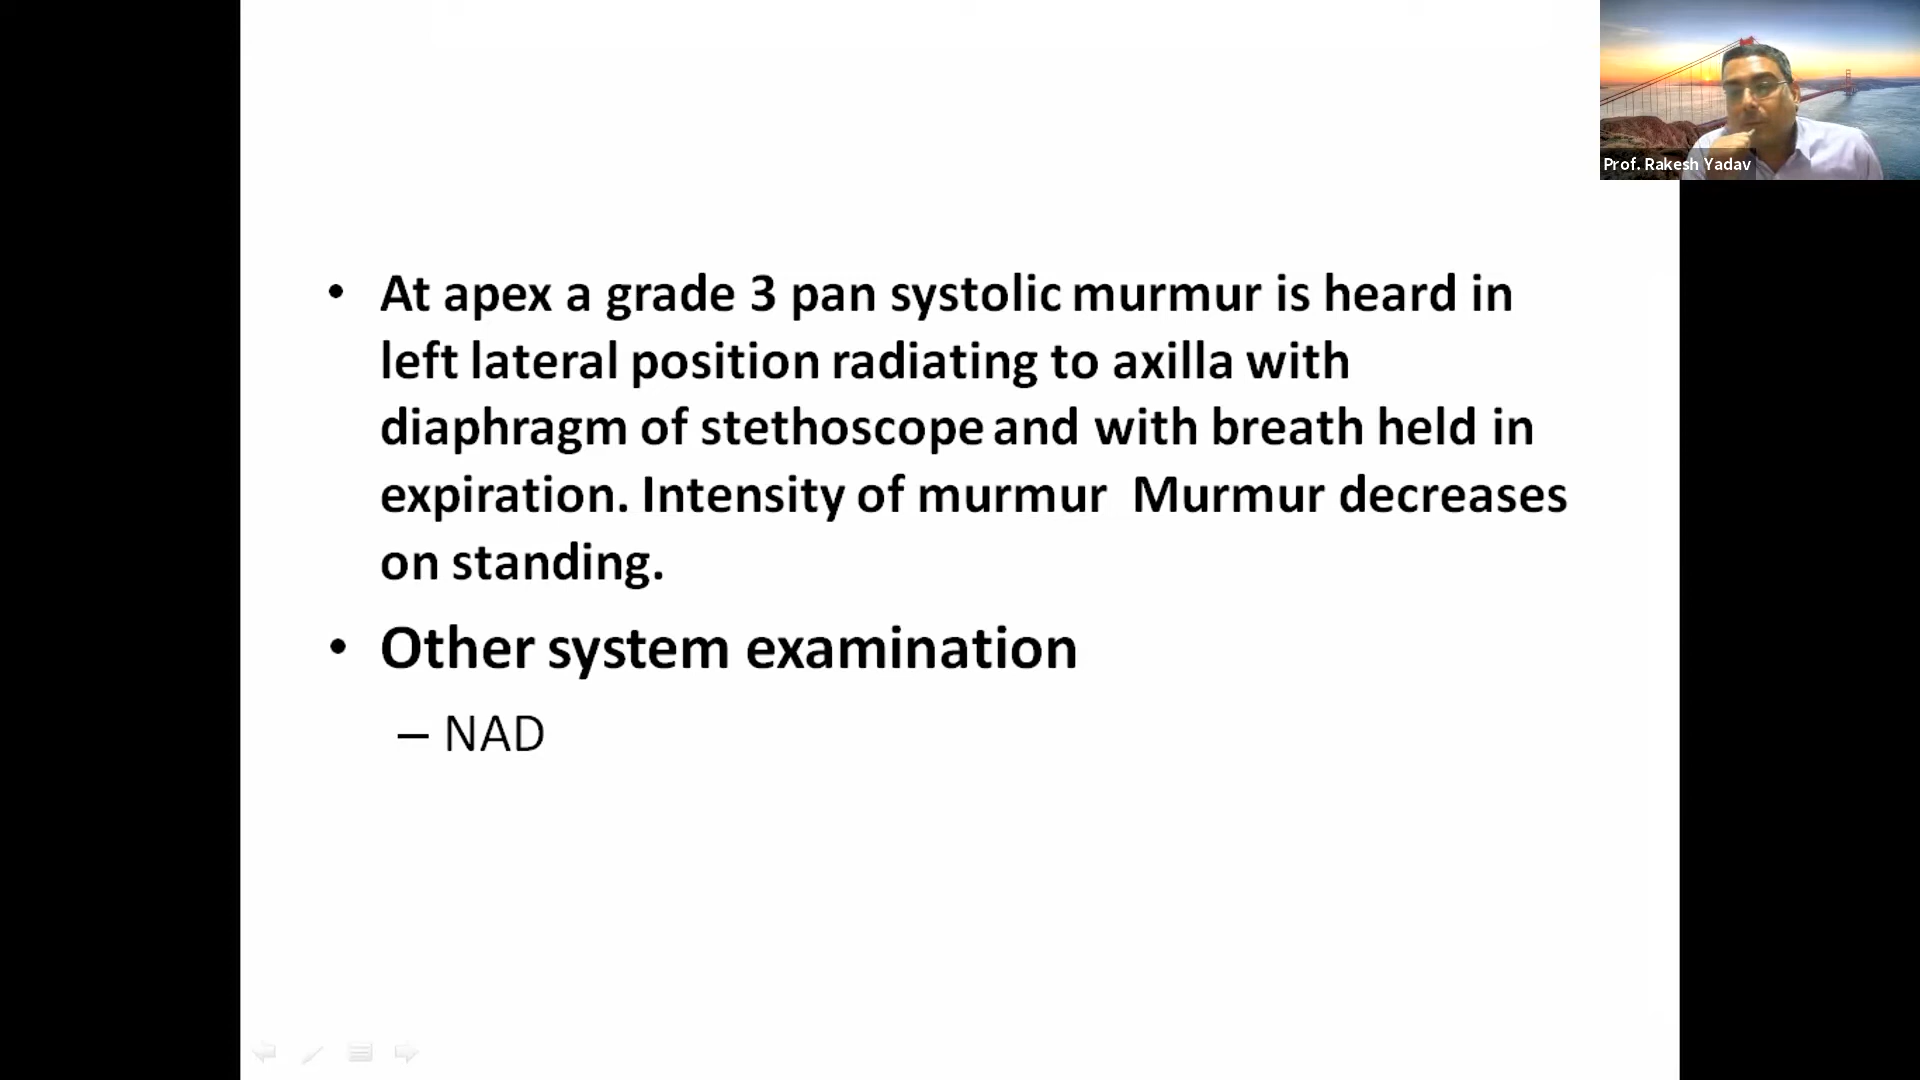 Prof. Rakesh Yadav
• At apex a grade 3 pan systolic murmur is heard in
left lateral position radiating to axilla with
diaphragm of stethoscope and with breath held in
expiration. Intensity of murmur  Murmur decreases
on standing.
• Other system examination
– NAD